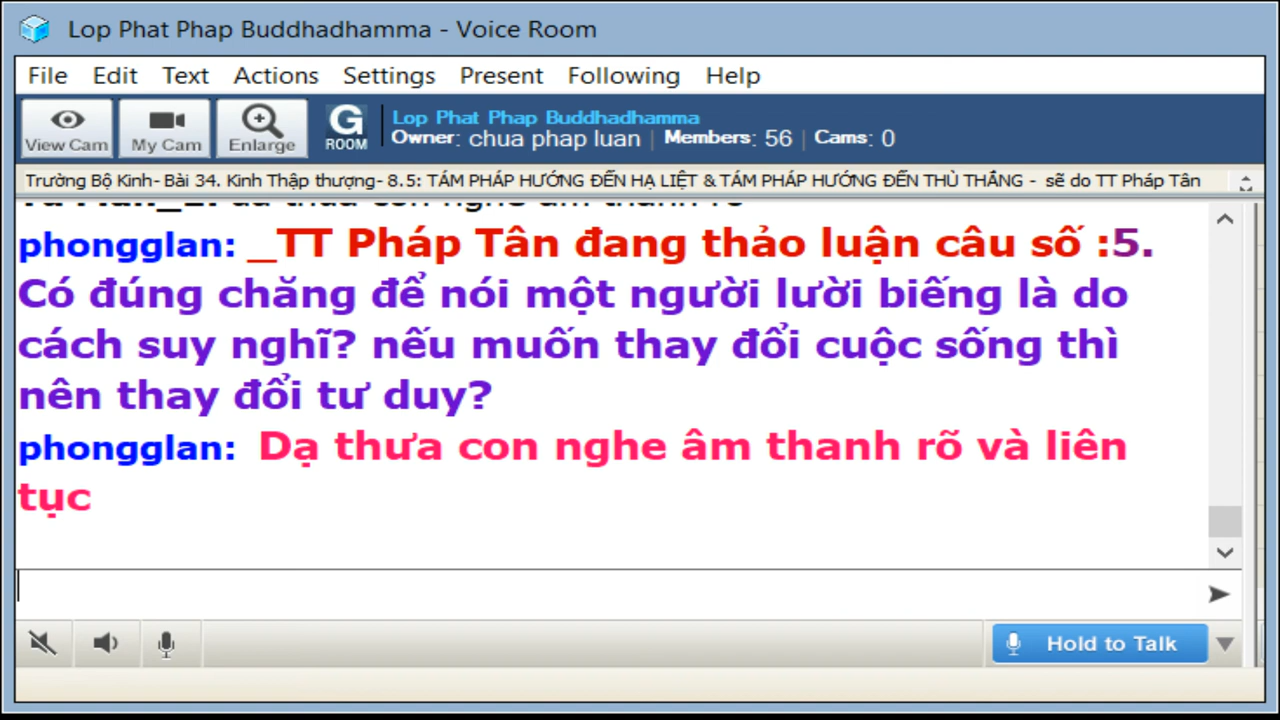 Lop Phat Phap Buddhadhamma - Voice Room
File Edit Text Actions Settings Present Following Help
View Cam My Cam Enlarge G ROOM
Lop Phat Phap Buddhadhamma
Owner: chua phap luan | Members: 56 | Cams: 0
Trường Bộ Kinh- Bài 34. Kinh Thập thượng- 8.5: TÁM PHÁP HƯỚNG ĐẾN HẠ LIỆT & TÁM PHÁP HƯỚNG ĐẾN THÙ THẮNG - sẽ do TT Pháp Tân
phongglan: _TT Pháp Tân đang thảo luận câu số :5.
Có đúng chăng để nói một người lười biếng là do
cách suy nghĩ? nếu muốn thay đổi cuộc sống thì
nên thay đổi tư duy?
phongglan: Dạ thưa con nghe âm thanh rõ và liên
tục
Hold to Talk